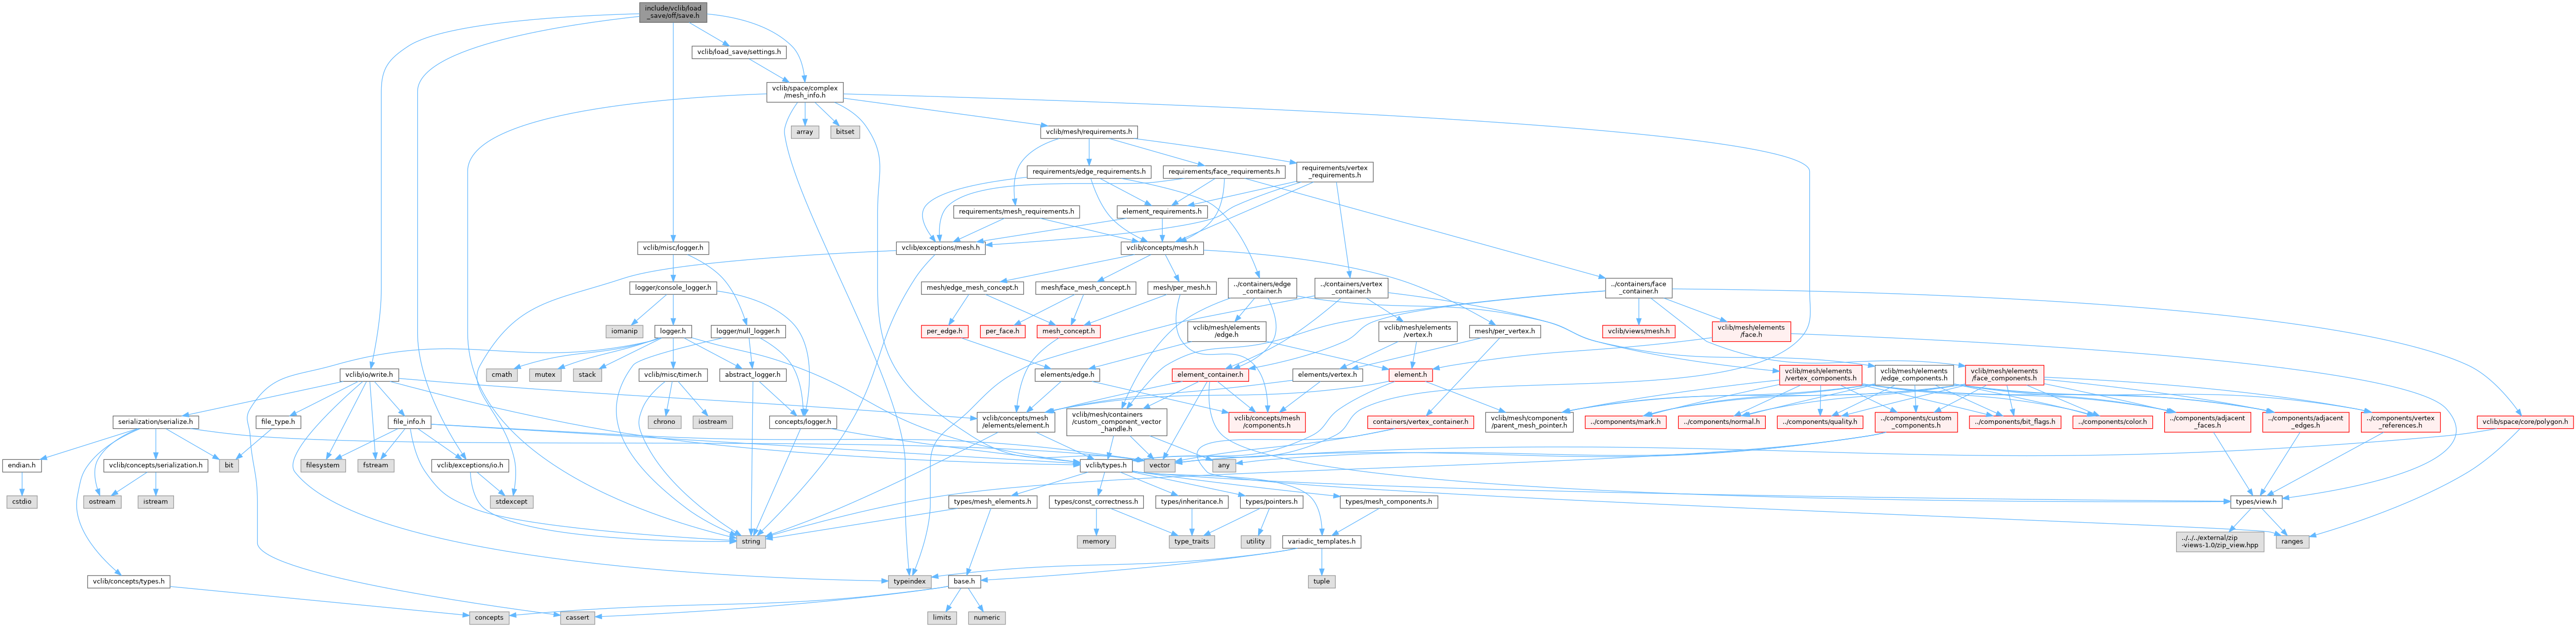 include/vclib/load
_save/off/save.h
vclib/load_save/settings.h
vclib/space/complex
/mesh_info.h
array
bitset
vclib/mesh/requirements.h
requirements/edge_requirements.h
requirements/face_requirements.h
requirements/vertex
_requirements.h
requirements/mesh_requirements.h
element_requirements.h
vclib/misc/logger.h
vclib/exceptions/mesh.h
vclib/concepts/mesh.h
logger/console_logger.h
mesh/edge_mesh_concept.h
mesh/face_mesh_concept.h
mesh/per_mesh.h
../containers/edge
_container.h
../containers/vertex
_container.h
../containers/face
_container.h
iomanip
logger.h
logger/null_logger.h
per_edge.h
per_face.h
mesh_concept.h
vclib/mesh/elements
/edge.h
vclib/mesh/elements
/vertex.h
mesh/per_vertex.h
vclib/views/mesh.h
vclib/mesh/elements
/face.h
vclib/io/write.h
cmath
mutex
stack
vclib/misc/timer.h
abstract_logger.h
elements/edge.h
element_container.h
elements/vertex.h
element.h
vclib/mesh/elements
/vertex_components.h
vclib/mesh/elements
/edge_components.h
vclib/mesh/elements
/face_components.h
serialization/serialize.h
file_type.h
file_info.h
chrono
iostream
concepts/logger.h
vclib/concepts/mesh
/elements/element.h
vclib/mesh/containers
/custom_component_vector
_handle.h
vclib/concepts/mesh
/components.h
containers/vertex_container.h
vclib/mesh/components
/parent_mesh_pointer.h
../components/mark.h
../components/normal.h
../components/quality.h
../components/custom
_components.h
../components/bit_flags.h
../components/color.h
../components/adjacent
_faces.h
../components/adjacent
_edges.h
../components/vertex
_references.h
vclib/space/core/polygon.h
endian.h
vclib/concepts/serialization.h
bit
filesystem
fstream
vclib/exceptions/io.h
vclib/types.h
vector
any
cstdio
ostream
istream
stdexcept
types/mesh_elements.h
types/const_correctness.h
types/inheritance.h
types/pointers.h
types/mesh_components.h
types/view.h
string
memory
type_traits
utility
variadic_templates.h
../../../external/zip
-views-1.0/zip_view.hpp
ranges
vclib/concepts/types.h
typeindex
base.h
tuple
concepts
cassert
limits
numeric